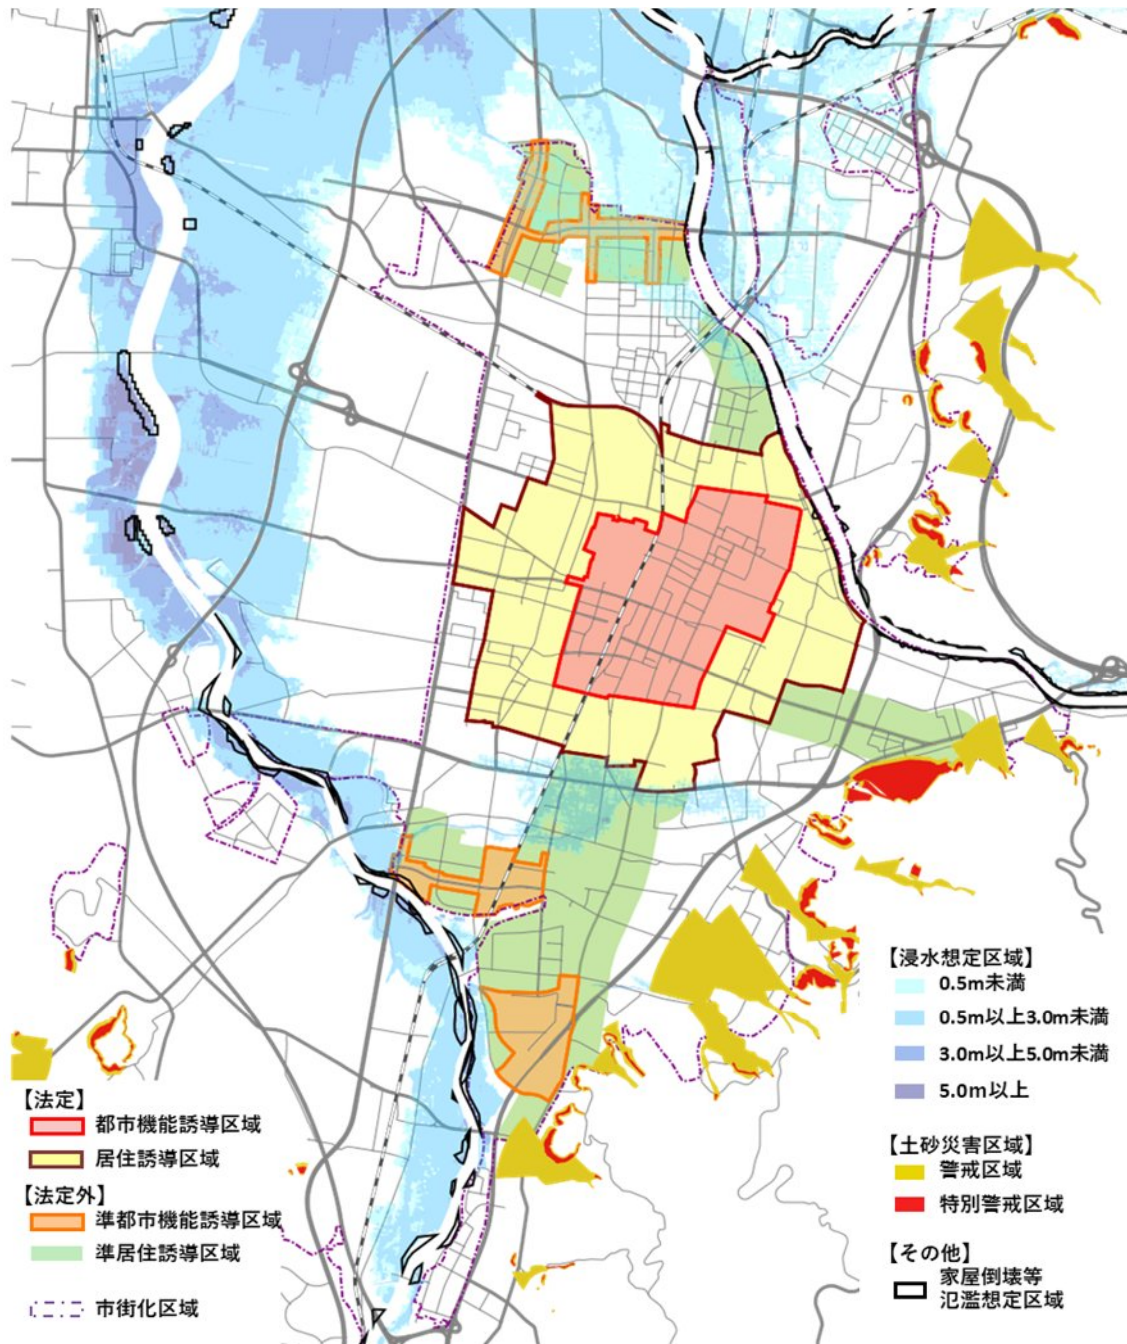 【浸水想定区域】
0.5m未満
0.5m以上3.0m未満
3.0m以上5.0m未満
5.0m以上
【土砂災害区域】
警戒区域
特別警戒区域
【その他】
家屋倒壊等
氾濫想定区域
【法定】
都市機能誘導区域
居住誘導区域
【法定外】
準都市機能誘導区域
準居住誘導区域
市街化区域